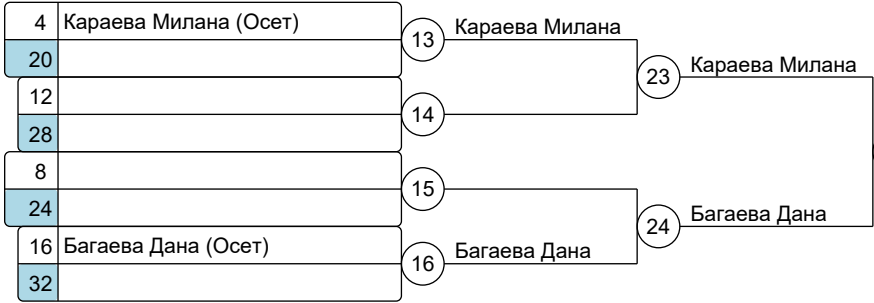 4 Караева Милана (Осет)
13 Караева Милана
20
23 Караева Милана
12
14
28
8
15
24
24 Багаева Дана
16 Багаева Дана (Осет)
16 Багаева Дана
32